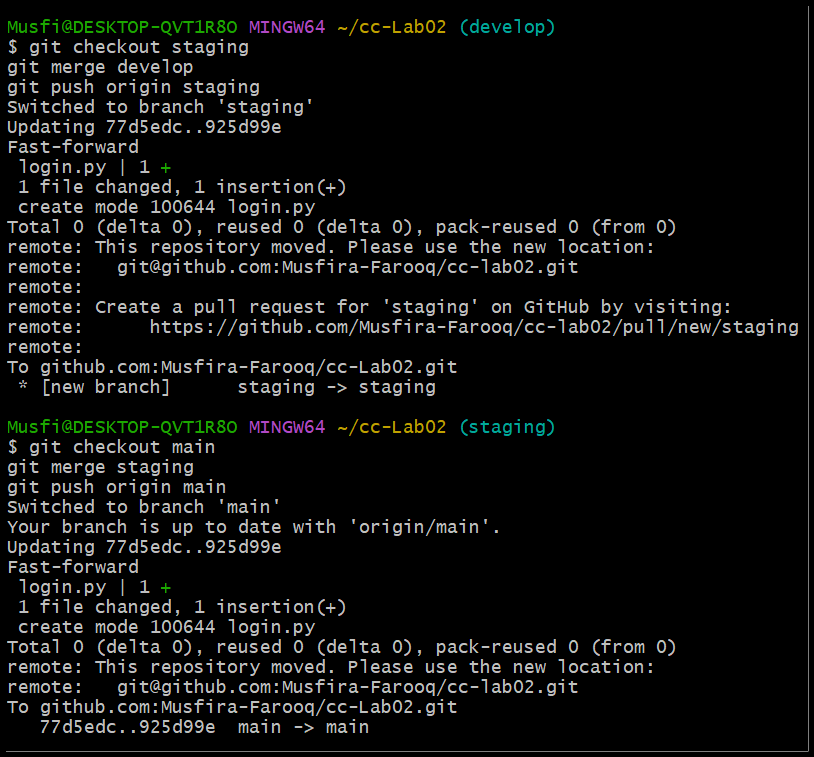 Musfi@DESKTOP-QVT1R8O MINGW64 ~/cc-Lab02 (develop)
$ git checkout staging
git merge develop
git push origin staging
Switched to branch 'staging'
Updating 77d5edc..925d99e
Fast-forward
 login.py | 1 +
 1 file changed, 1 insertion(+)
 create mode 100644 login.py
Total 0 (delta 0), reused 0 (delta 0), pack-reused 0 (from 0)
remote: This repository moved. Please use the new location:
remote:   git@github.com:Musfira-Farooq/cc-lab02.git
remote:
remote: Create a pull request for 'staging' on GitHub by visiting:
remote:      https://github.com/Musfira-Farooq/cc-lab02/pull/new/staging
remote:
To github.com:Musfira-Farooq/cc-Lab02.git
 * [new branch]      staging -> staging
Musfi@DESKTOP-QVT1R8O MINGW64 ~/cc-Lab02 (staging)
$ git checkout main
git merge staging
git push origin main
Switched to branch 'main'
Your branch is up to date with 'origin/main'.
Updating 77d5edc..925d99e
Fast-forward
 login.py | 1 +
 1 file changed, 1 insertion(+)
 create mode 100644 login.py
Total 0 (delta 0), reused 0 (delta 0), pack-reused 0 (from 0)
remote: This repository moved. Please use the new location:
remote:   git@github.com:Musfira-Farooq/cc-lab02.git
To github.com:Musfira-Farooq/cc-Lab02.git
   77d5edc..925d99e  main -> main